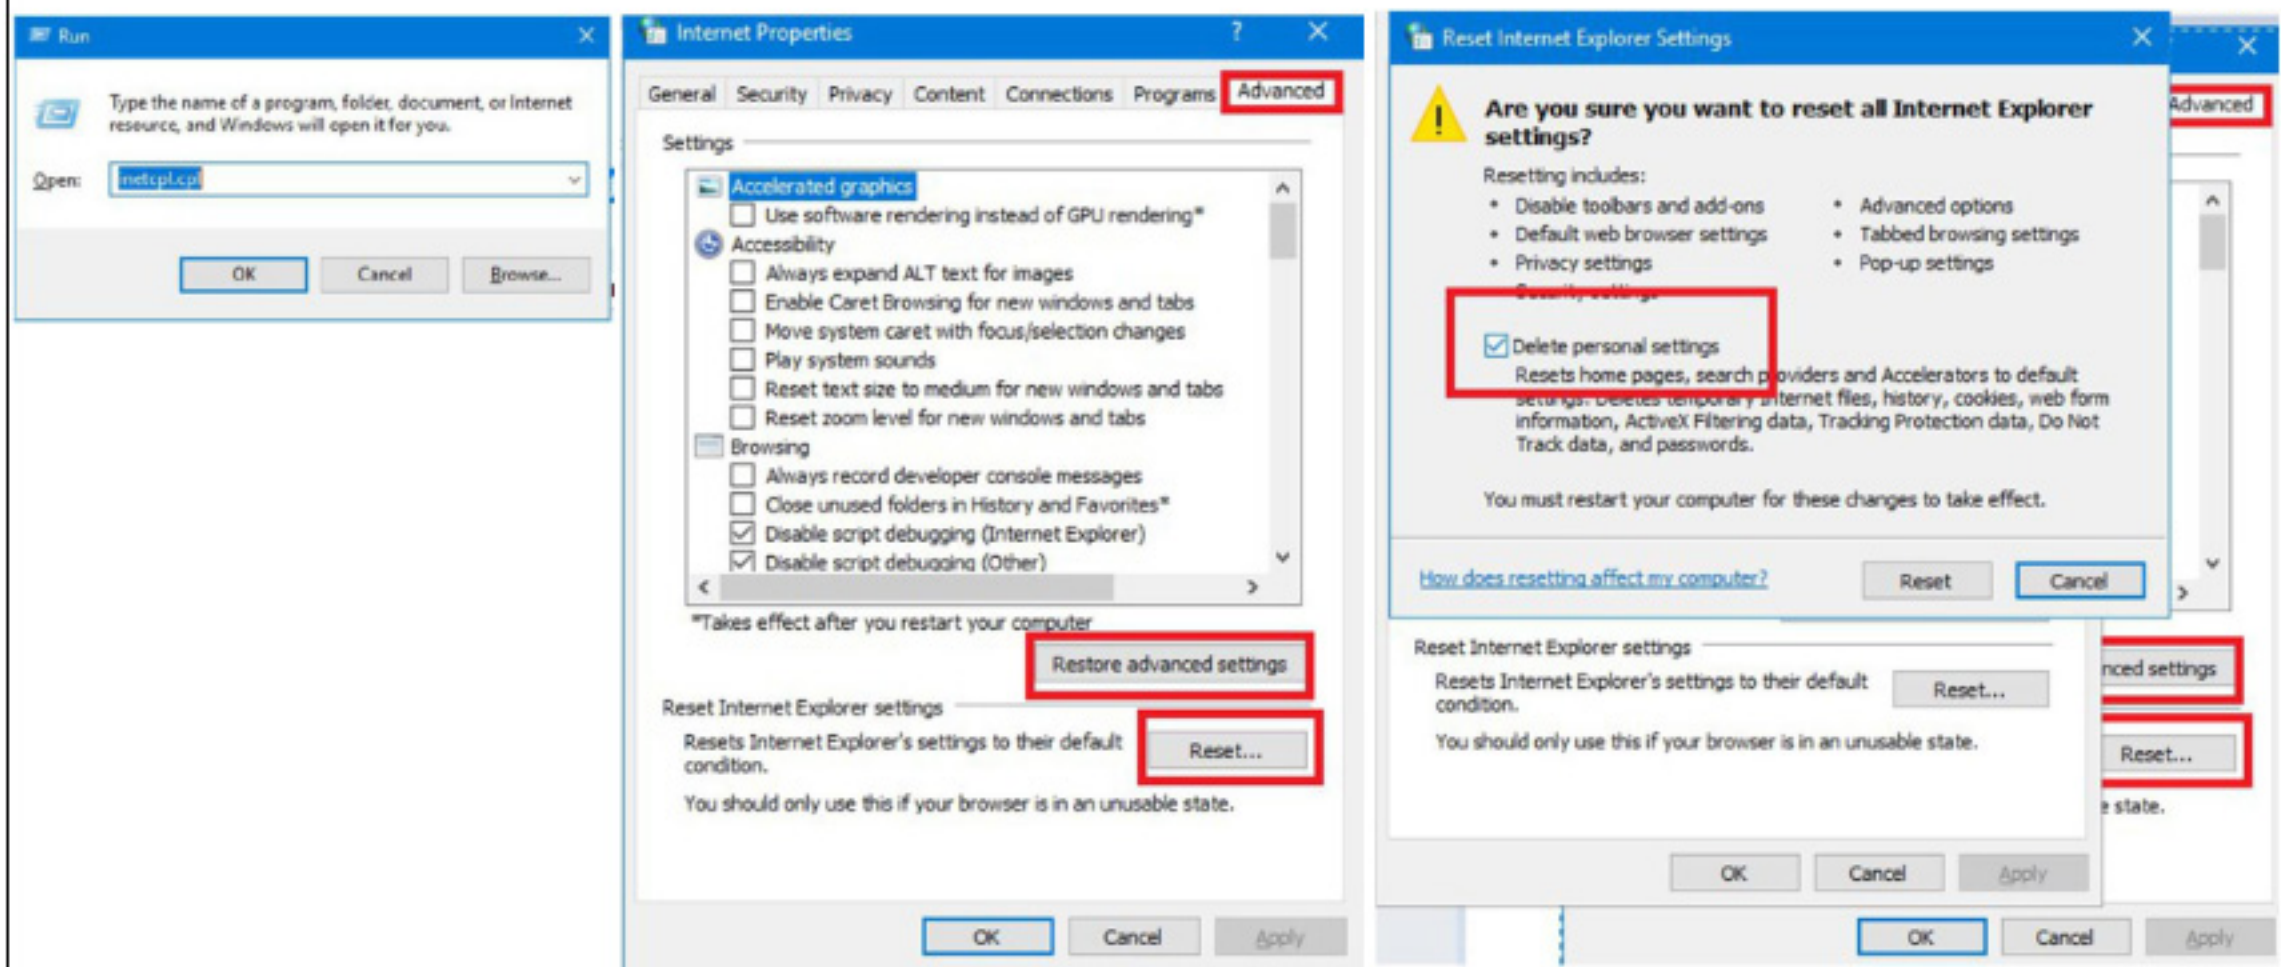 Run
Type the name of a program, folder, document, or Internet
resource, and Windows will open it for you.
Open:
inetcpl.cpl
OK
Cancel
Browse...
Internet Properties
?
General
Security
Privacy
Content
Connections
Programs
Advanced
Settings
Accelerated graphics
Use software rendering instead of GPU rendering*
Accessibility
Always expand ALT text for images
Enable Caret Browsing for new windows and tabs
Move system caret with focus/selection changes
Play system sounds
Reset text size to medium for new windows and tabs
Reset zoom level for new windows and tabs
Browsing
Always record developer console messages
Close unused folders in History and Favorites*
Disable script debugging (Internet Explorer)
Disable script debugging (Other)
*Takes effect after you restart your computer
Restore advanced settings
Reset Internet Explorer settings
Resets Internet Explorer's settings to their default
condition.
Reset...
You should only use this if your browser is in an unusable state.
OK
Cancel
Apply
Reset Internet Explorer Settings
Are you sure you want to reset all Internet Explorer
settings?
Resetting includes:
• Disable toolbars and add-ons
• Default web browser settings
• Privacy settings
Security settings
• Advanced options
• Tabbed browsing settings
• Pop-up settings
Delete personal settings
Resets home pages, search providers and Accelerators to default
settings. Deletes temporary Internet files, history, cookies, web form
information, ActiveX Filtering data, Tracking Protection data, Do Not
Track data, and passwords.
You must restart your computer for these changes to take effect.
How does resetting affect my computer?
Reset
Cancel
Reset Internet Explorer settings
Resets Internet Explorer's settings to their default
condition.
Reset...
You should only use this if your browser is in an unusable state.
OK
Cancel
Apply
Advanced
nced settings
Reset...
e state.
OK
Cancel
Apply